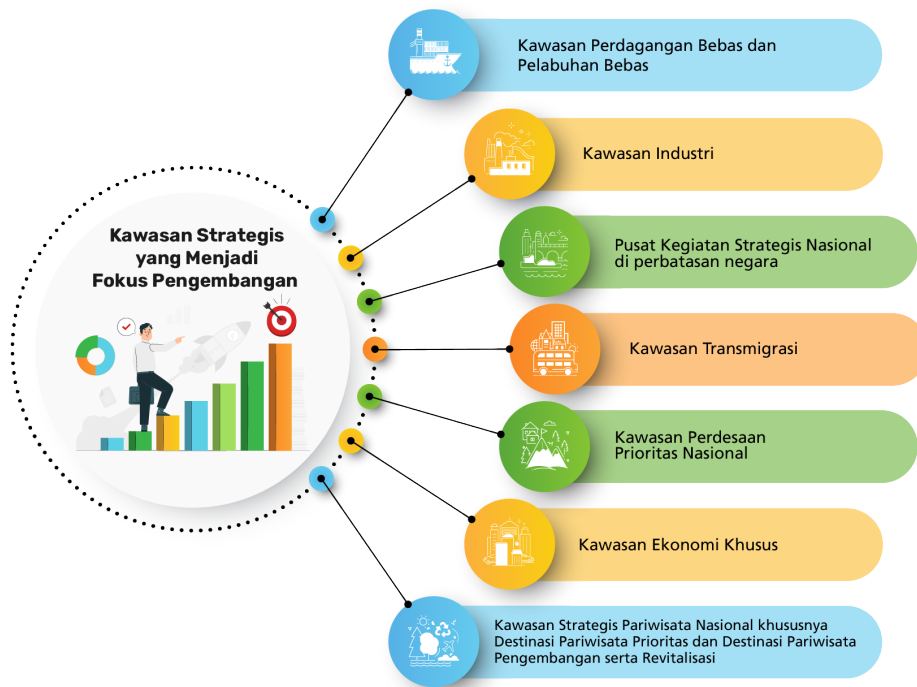 Kawasan Strategis
yang Menjadi
Fokus Pengembangan
Kawasan Perdagangan Bebas dan
Pelabuhan Bebas
Kawasan Industri
Pusat Kegiatan Strategis Nasional
di perbatasan negara
Kawasan Transmigrasi
Kawasan Perdesaan
Prioritas Nasional
Kawasan Ekonomi Khusus
Kawasan Strategis Pariwisata Nasional khususnya
Destinasi Pariwisata Prioritas dan Destinasi Pariwisata
Pengembangan serta Revitalisasi